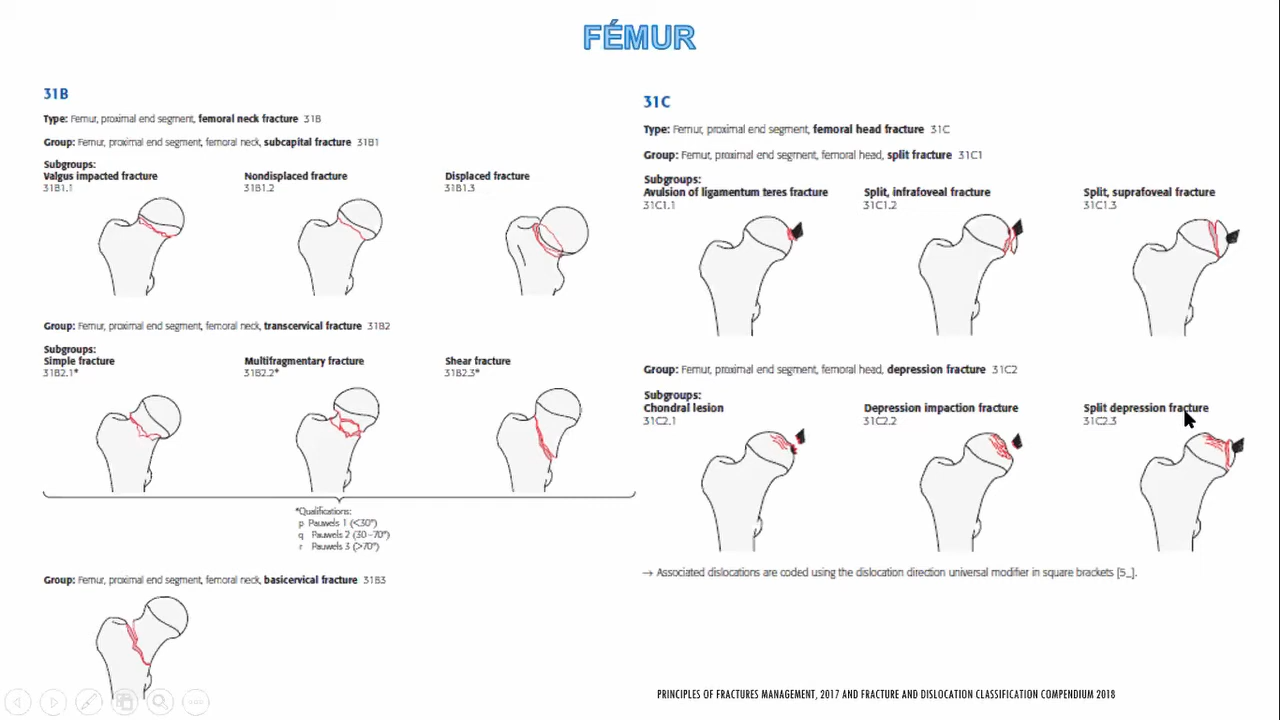 FÉMUR
31B
Type: Femur, proximal end segment, femoral neck fracture 31B
Group: Femur, proximal end segment, femoral neck, subcapital fracture 31B1
Subgroups:
Valgus impacted fracture
31B1.1
Nondisplaced fracture
31B1.2
Displaced fracture
31B1.3
Group: Femur, proximal end segment, femoral neck, transcervical fracture 31B2
Subgroups:
Simple fracture
31B2.1*
Multifragmentary fracture
31B2.2*
Shear fracture
31B2.3*
*Qualifications:
p Pauwels 1 (<30°)
q Pauwels 2 (30–70°)
r Pauwels 3 (>70°)
Group: Femur, proximal end segment, femoral neck, basicervical fracture 31B3
31C
Type: Femur, proximal end segment, femoral head fracture 31C
Group: Femur, proximal end segment, femoral head, split fracture 31C1
Subgroups:
Avulsion of ligamentum teres fracture
31C1.1
Split, infrafoveal fracture
31C1.2
Split, suprafoveal fracture
31C1.3
Group: Femur, proximal end segment, femoral head, depression fracture 31C2
Subgroups:
Chondral lesion
31C2.1
Depression impaction fracture
31C2.2
Split depression fracture
31C2.3
→ Associated dislocations are coded using the dislocation direction universal modifier in square brackets [5_].
PRINCIPLES OF FRACTURES MANAGEMENT, 2017 AND FRACTURE AND DISLOCATION CLASSIFICATION COMPENDIUM 2018